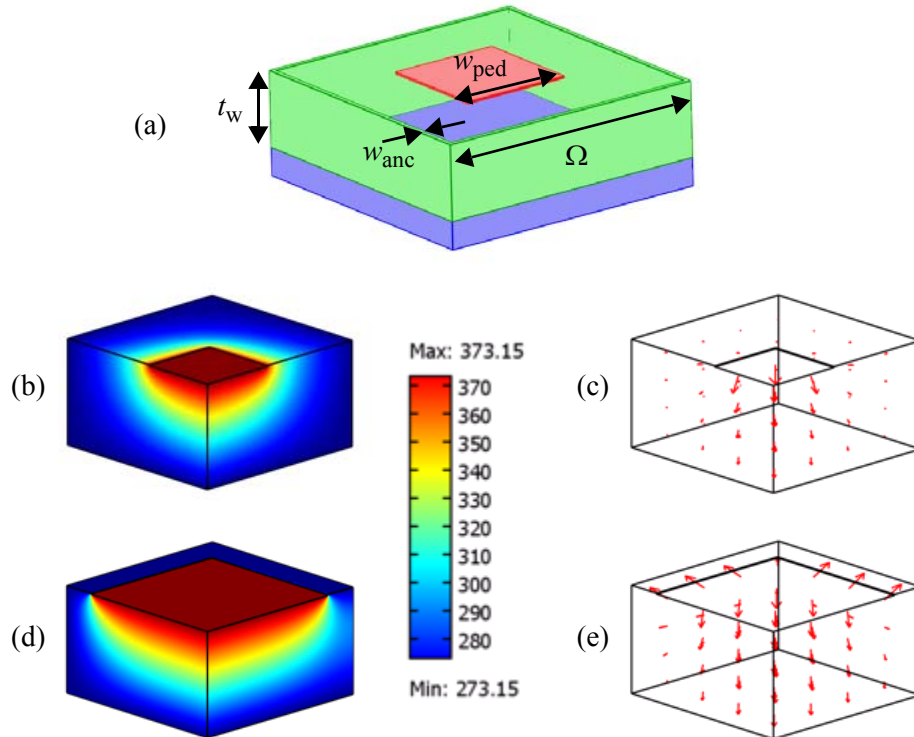 (a)
t_w
w_ped
w_anc
Ω
(b)
Max: 373.15
370
360
350
340
330
320
310
300
290
280
Min: 273.15
(c)
(d)
(e)